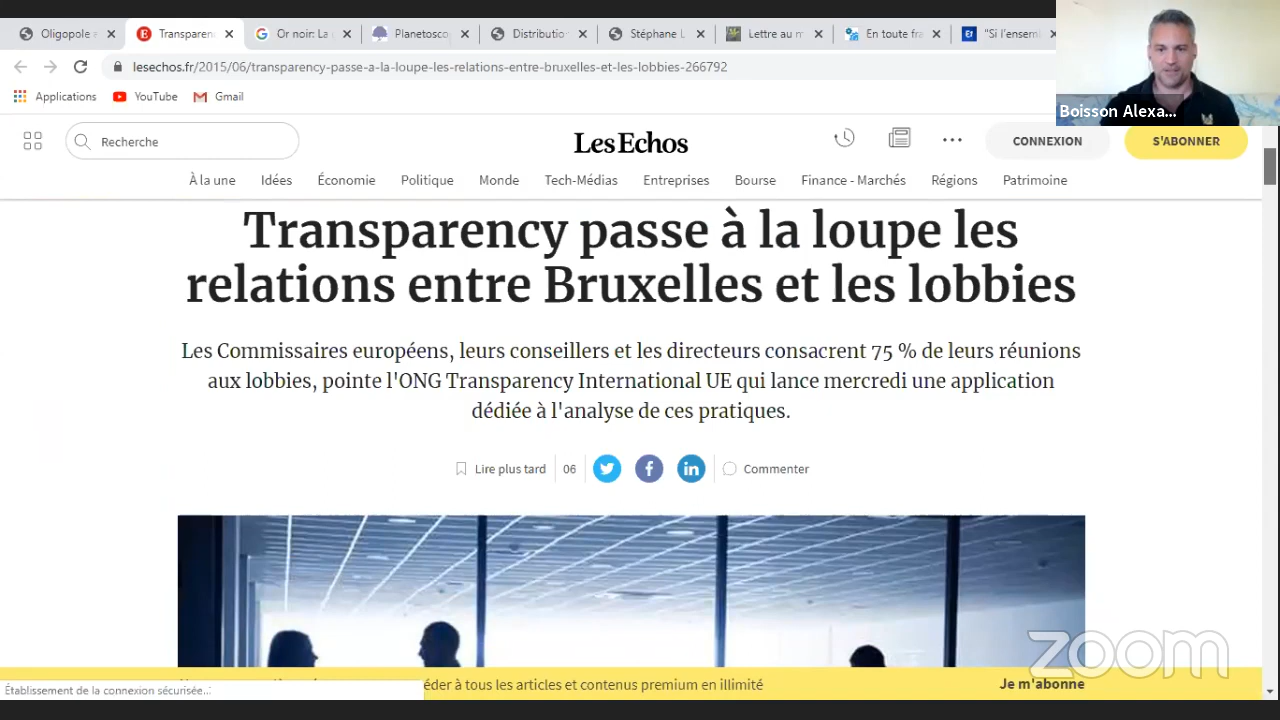 Oligopole
Transparen
Or noir: La
Planetoscop
Distributio
Stéphane L
Lettre au m
En toute fra
"Si l'ensem
lesechos.fr/2015/06/transparency-passe-a-la-loupe-les-relations-entre-bruxelles-et-les-lobbies-266792
Applications
YouTube
Gmail
Boisson Alexa...
Recherche
Les Echos
CONNEXION
S'ABONNER
À la une
Idées
Économie
Politique
Monde
Tech-Médias
Entreprises
Bourse
Finance - Marchés
Régions
Patrimoine
Transparency passe à la loupe les
relations entre Bruxelles et les lobbies
Les Commissaires européens, leurs conseillers et les directeurs consacrent 75 % de leurs réunions
aux lobbies, pointe l'ONG Transparency International UE qui lance mercredi une application
dédiée à l'analyse de ces pratiques.
Lire plus tard
06
Commenter
zoom
éder à tous les articles et contenus premium en illimité
Je m'abonne
Établissement de la connexion sécurisée...